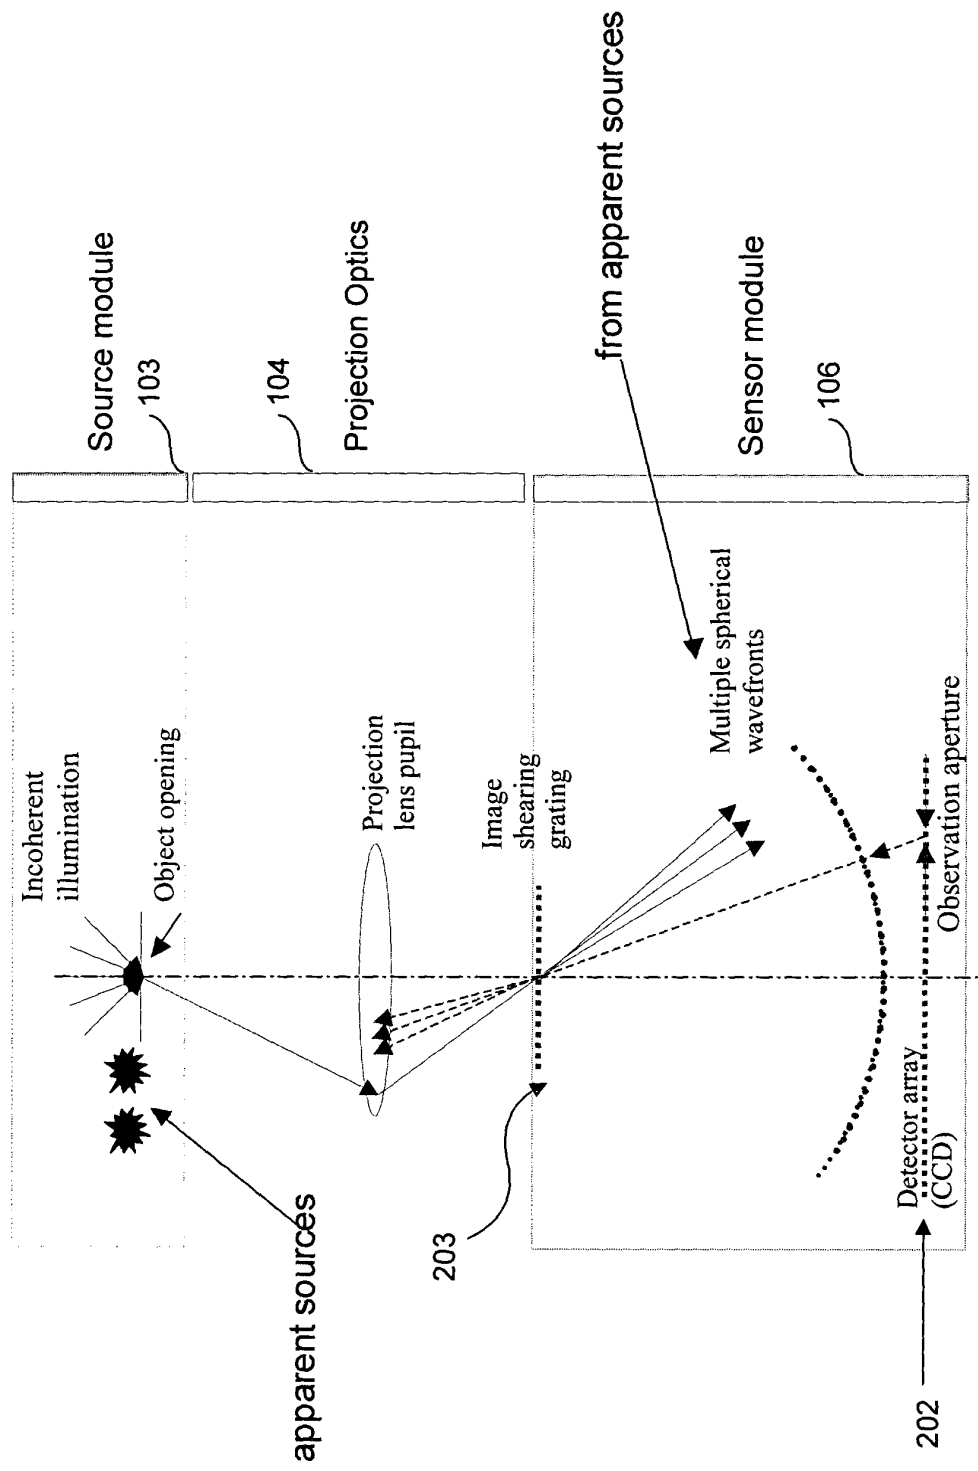 Source module
103
104
Projection Optics
from apparent sources
Sensor module
106
Incoherent
illumination
Object opening
Projection
lens pupil
Image
shearing
grating
Multiple spherical
wavefronts
Observation aperture
Detector array
(CCD)
apparent sources
203
202